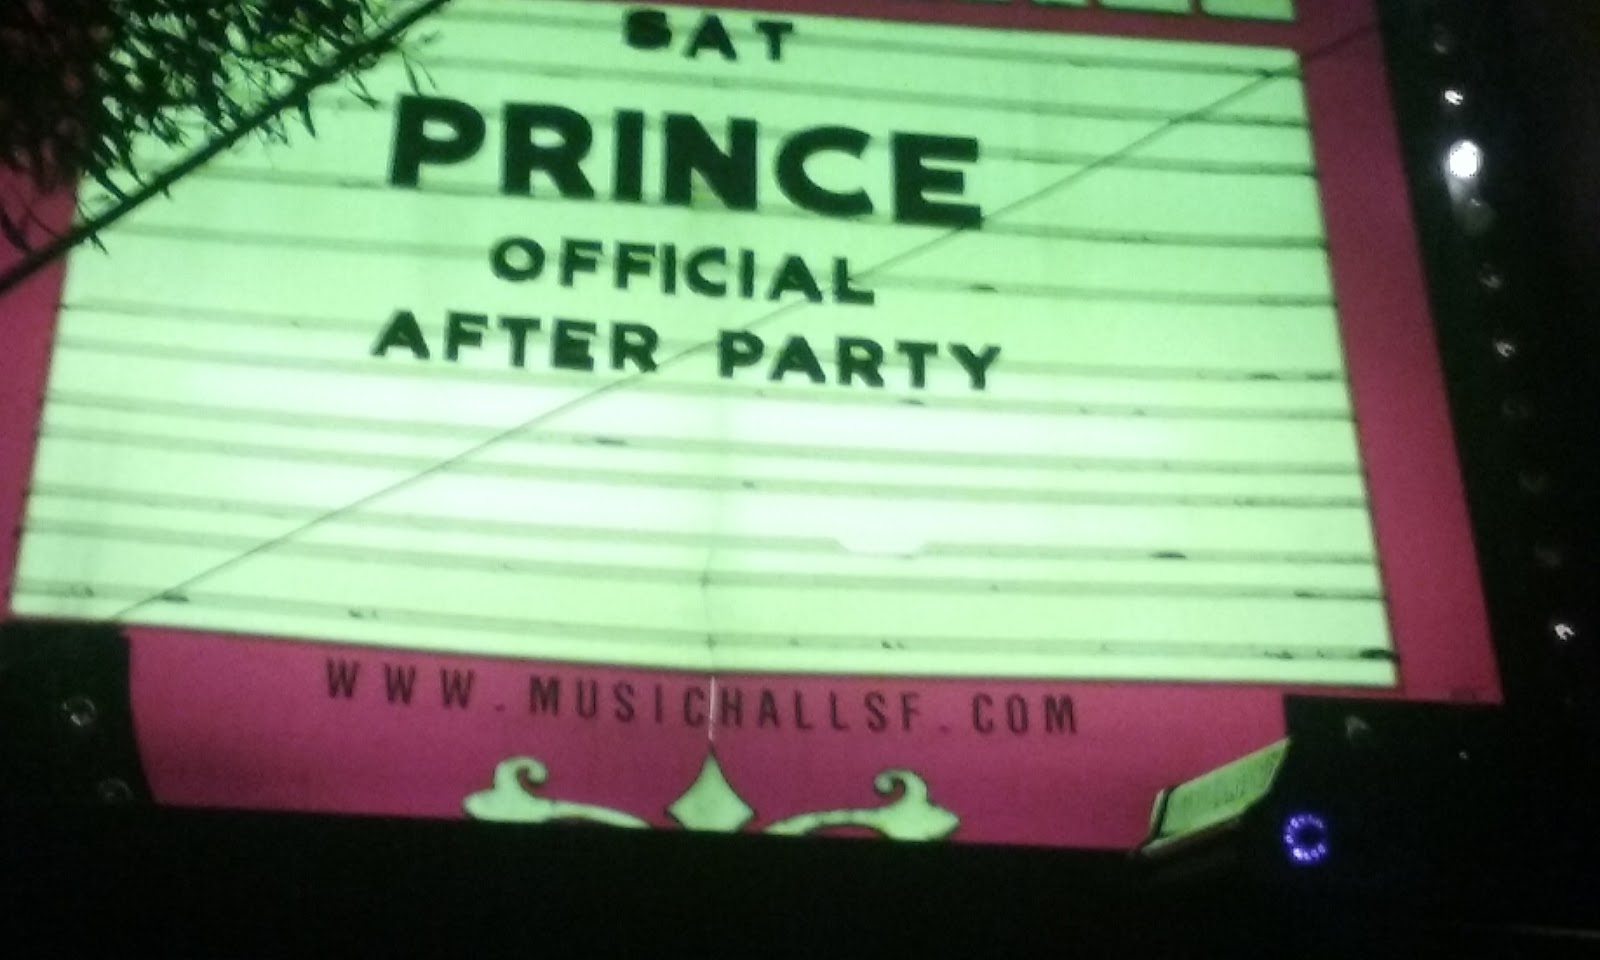 SAT
PRINCE
OFFICIAL
AFTER PARTY
WWW.MUSICHALLSF.COM